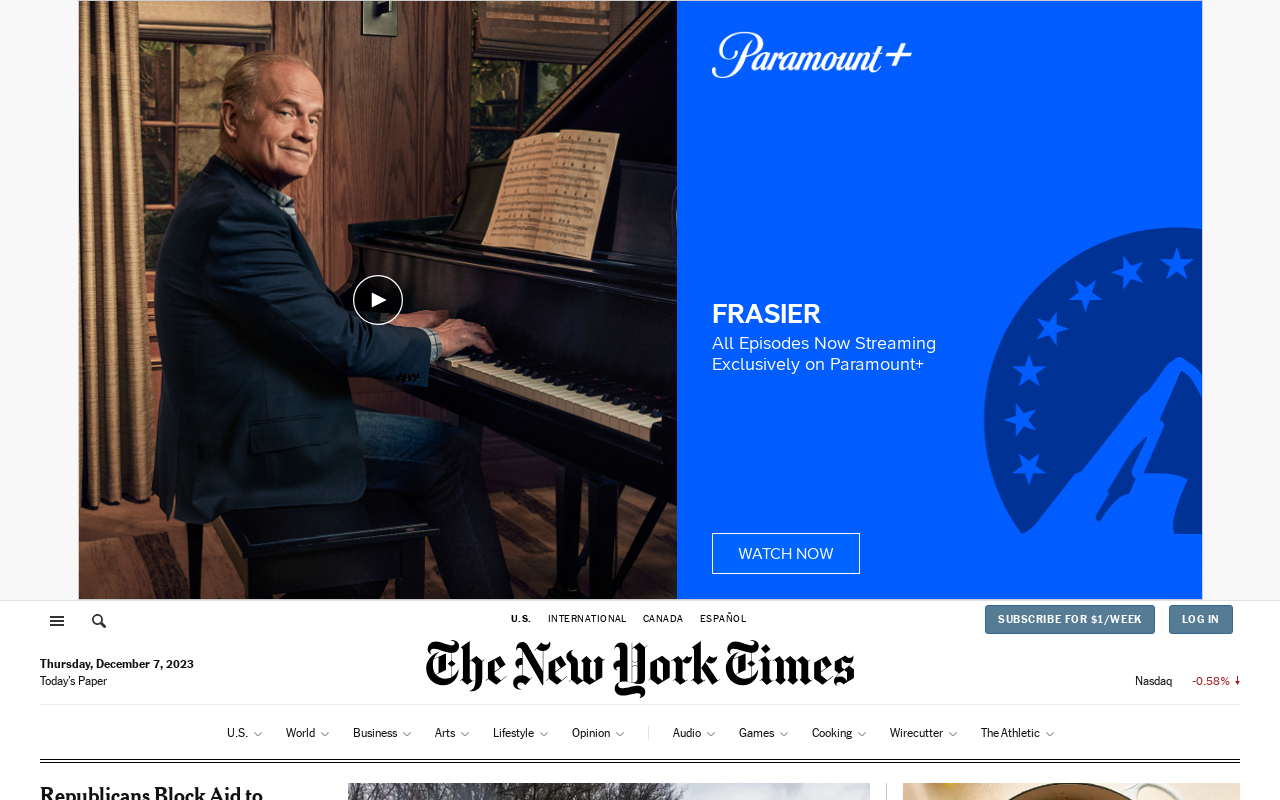 Paramount+
FRASIER
All Episodes Now Streaming
Exclusively on Paramount+
WATCH NOW
U.S. INTERNATIONAL CANADA ESPAÑOL
SUBSCRIBE FOR $1/WEEK LOG IN
Thursday, December 7, 2023
Today's Paper
The New York Times
Nasdaq -0.58%
U.S. World Business Arts Lifestyle Opinion Audio Games Cooking Wirecutter The Athletic
Republicans Block Aid to